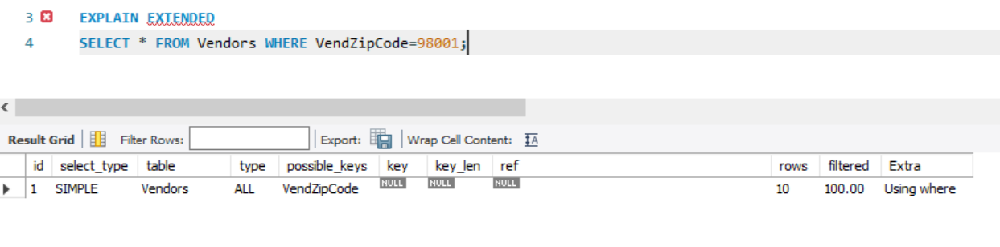 3 EXPLAIN EXTENDED
4 SELECT * FROM Vendors WHERE VendZipCode=98001;
Result Grid Filter Rows: Export: Wrap Cell Content: IA
id select_type table type possible_keys key key_len ref rows filtered Extra
1 SIMPLE Vendors ALL VendZipCode NULL NULL NULL 10 100.00 Using where